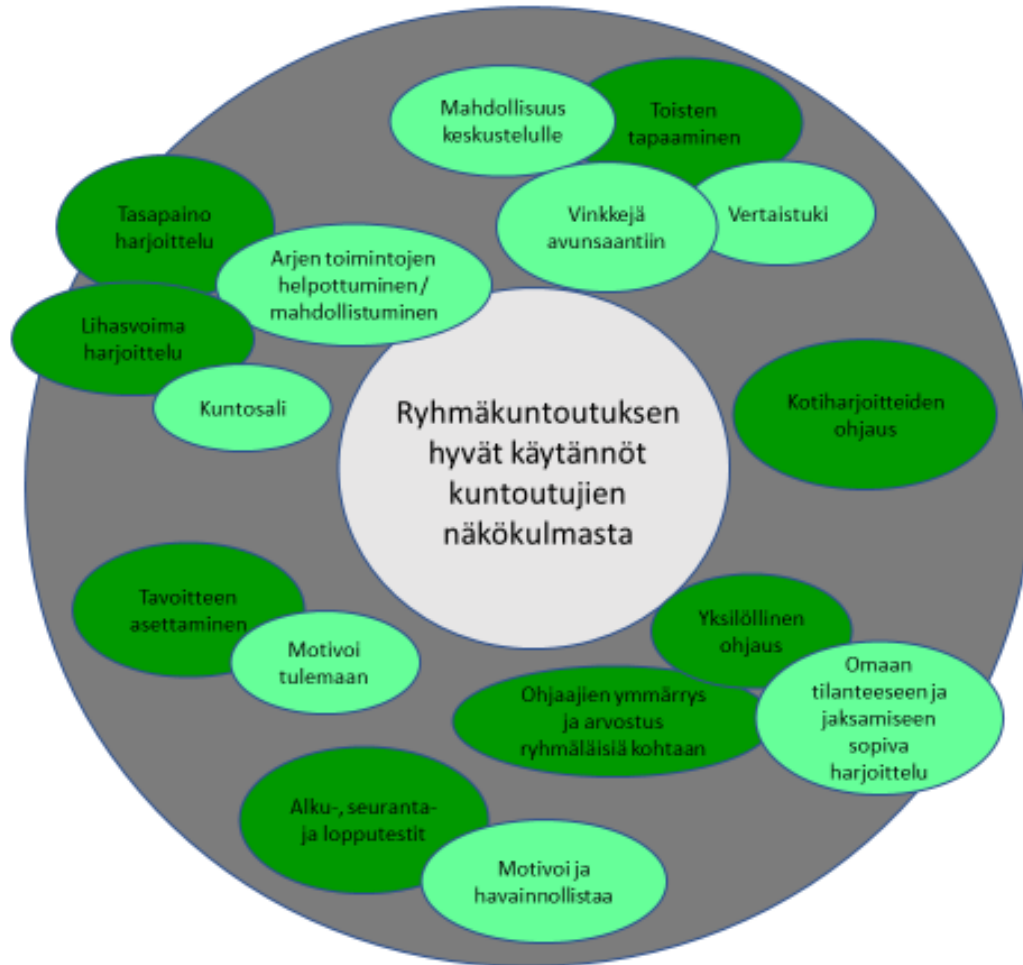 Mahdollisuus
keskustelulle
Toisten
tapaaminen
Vinkkejä
avunsaantiin
Vertaistuki
Tasapaino
harjoittelu
Arjen toimintojen
helpottuminen /
mahdollistuminen
Lihasvoima
harjoittelu
Kuntosali
Ryhmäkuntoutuksen
hyvät käytännöt
kuntoutujien
näkökulmasta
Kotiharjoitteiden
ohjaus
Tavoitteen
asettaminen
Motivoi
tulemaan
Yksilöllinen
ohjaus
Ohjaajien ymmärrys
ja arvostus
ryhmäläisiä kohtaan
Omaan
tilanteeseen ja
jaksamiseen
sopiva
harjoittelu
Alku-, seuranta-
ja lopputestit
Motivoi ja
havainnollistaa